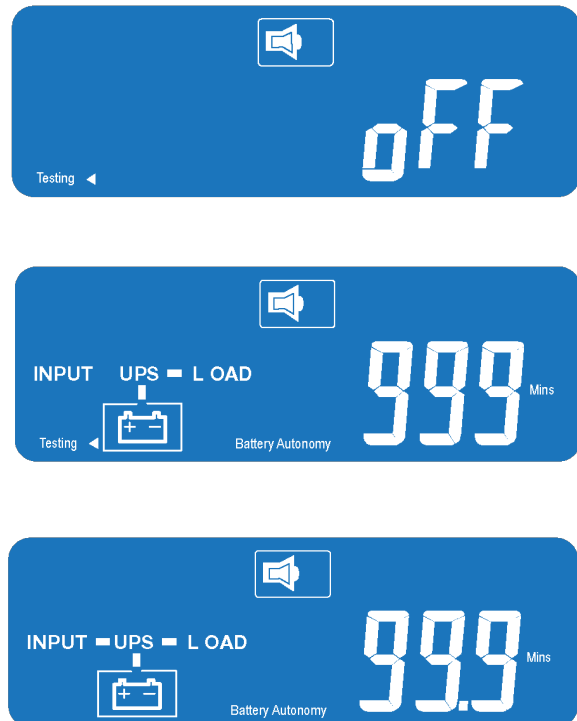 oFF
Testing
INPUT UPS L OAD
999
Mins
+ −
Testing
Battery Autonomy
INPUT UPS L OAD
99.9
Mins
+ −
Battery Autonomy